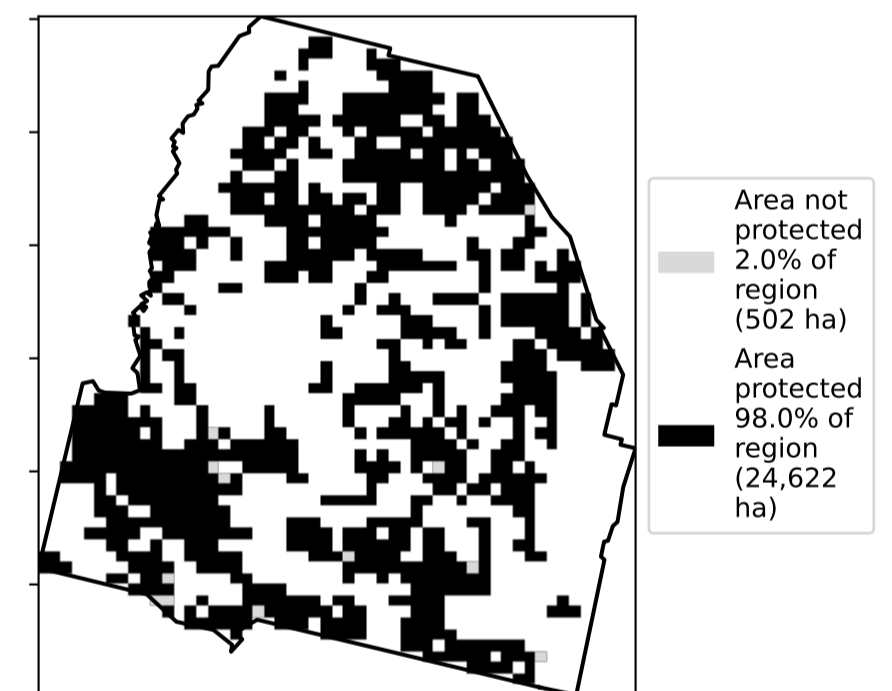 Area not
protected
2.0% of
region
(502 ha)
Area
protected
98.0% of
region
(24,622
ha)